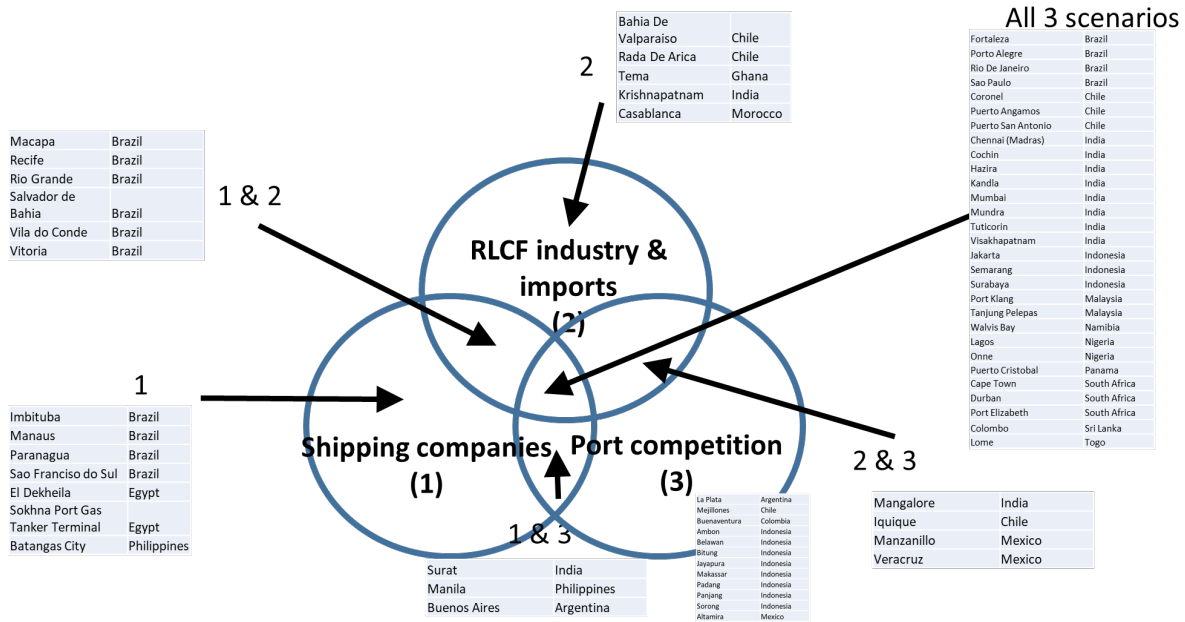 All 3 scenarios
Fortaleza Brazil
Porto Alegre Brazil
Rio De Janeiro Brazil
Sao Paulo Brazil
Coronel Chile
Puerto Angamos Chile
Puerto San Antonio Chile
Chennai (Madras) India
Cochin India
Hazira India
Kandla India
Mumbai India
Mundra India
Tuticorin India
Visakhapatnam India
Jakarta Indonesia
Semarang Indonesia
Surabaya Indonesia
Port Klang Malaysia
Tanjung Pelepas Malaysia
Walvis Bay Namibia
Lagos Nigeria
Onne Nigeria
Puerto Cristobal Panama
Cape Town South Africa
Durban South Africa
Port Elizabeth South Africa
Colombo Sri Lanka
Lome Togo
2
Bahia De
Valparaiso Chile
Rada De Arica Chile
Tema Ghana
Krishnapatnam India
Casablanca Morocco
1 & 2
Macapa Brazil
Recife Brazil
Rio Grande Brazil
Salvador de
Bahia Brazil
Vila do Conde Brazil
Vitoria Brazil
RLCF industry &
imports
(2)
1
Imbituba Brazil
Manaus Brazil
Paranagua Brazil
Sao Franciso do Sul Brazil
El Dekheila Egypt
Sokhna Port Gas
Tanker Terminal Egypt
Batangas City Philippines
Shipping companies
(1)
Port competition
(3)
La Plata Argentina
Mejillones Chile
Buenaventura Colombia
Ambon Indonesia
Belawan Indonesia
Bitung Indonesia
Jayapura Indonesia
Makassar Indonesia
Padang Indonesia
Panjang Indonesia
Sorong Indonesia
Altamira Mexico
1 & 3
Surat India
Manila Philippines
Buenos Aires Argentina
2 & 3
Mangalore India
Iquique Chile
Manzanillo Mexico
Veracruz Mexico